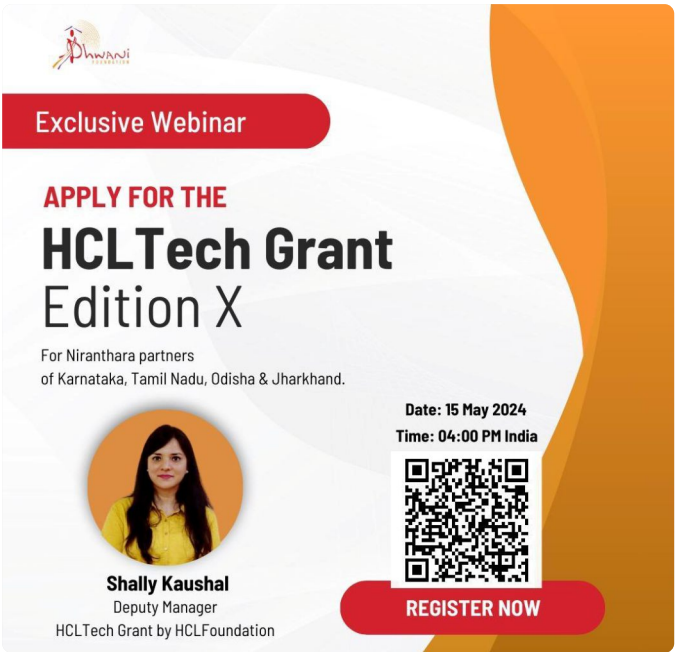 Dhwani
FOUNDATION
Exclusive Webinar
APPLY FOR THE
HCLTech Grant
Edition X
For Niranthara partners
of Karnataka, Tamil Nadu, Odisha & Jharkhand.
Date: 15 May 2024
Time: 04:00 PM India
Shally Kaushal
Deputy Manager
HCLTech Grant by HCLFoundation
REGISTER NOW